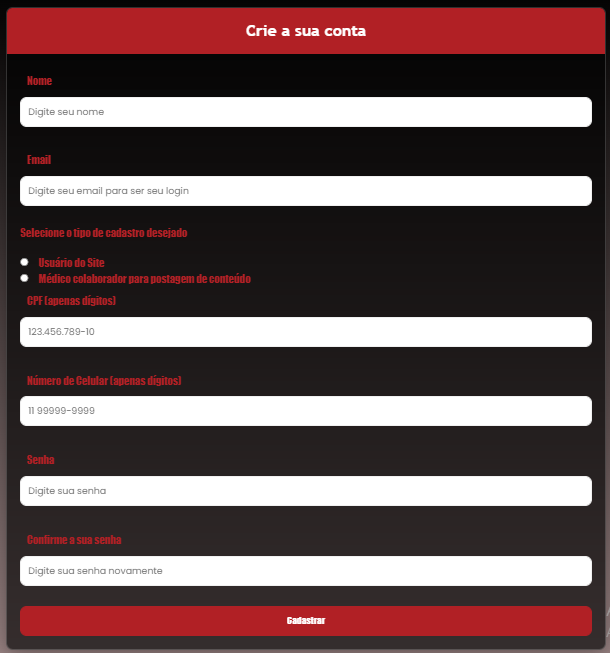 Crie a sua conta
Nome
Digite seu nome
Email
Digite seu email para ser seu login
Selecione o tipo de cadastro desejado
Usuário do Site
Médico colaborador para postagem de conteúdo
CPF (apenas dígitos)
123.456.789-10
Número de Celular (apenas dígitos)
11 99999-9999
Senha
Digite sua senha
Confirme a sua senha
Digite sua senha novamente
Cadastrar